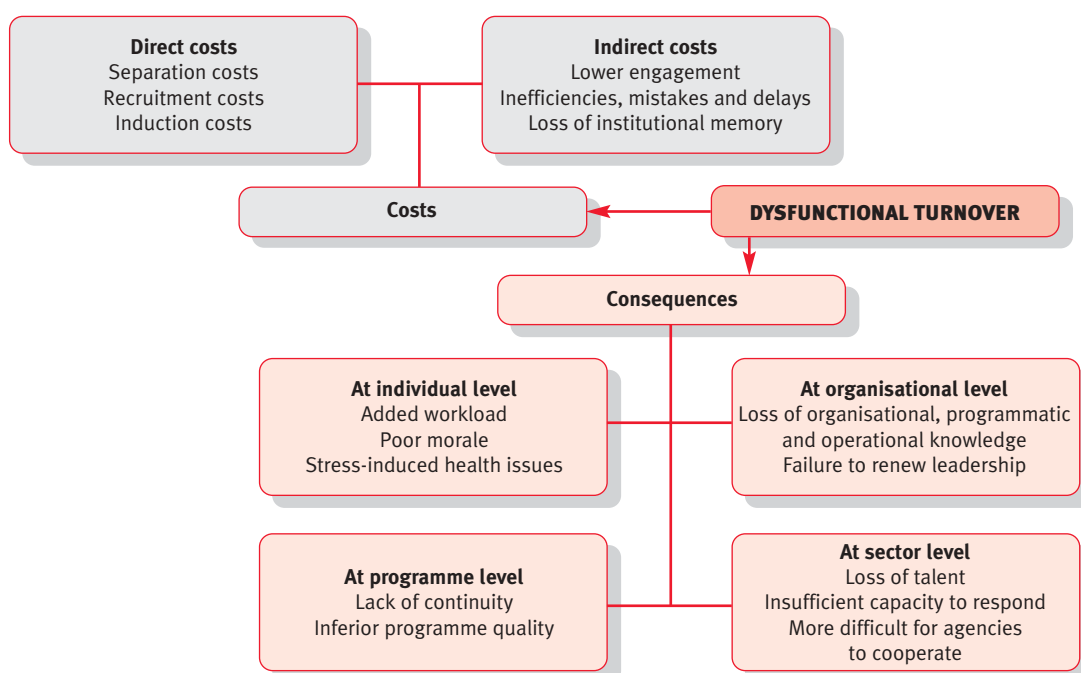 Direct costs
Separation costs
Recruitment costs
Induction costs
Indirect costs
Lower engagement
Inefficiencies, mistakes and delays
Loss of institutional memory
Costs
DYSFUNCTIONAL TURNOVER
Consequences
At individual level
Added workload
Poor morale
Stress-induced health issues
At organisational level
Loss of organisational, programmatic
and operational knowledge
Failure to renew leadership
At programme level
Lack of continuity
Inferior programme quality
At sector level
Loss of talent
Insufficient capacity to respond
More difficult for agencies
to cooperate